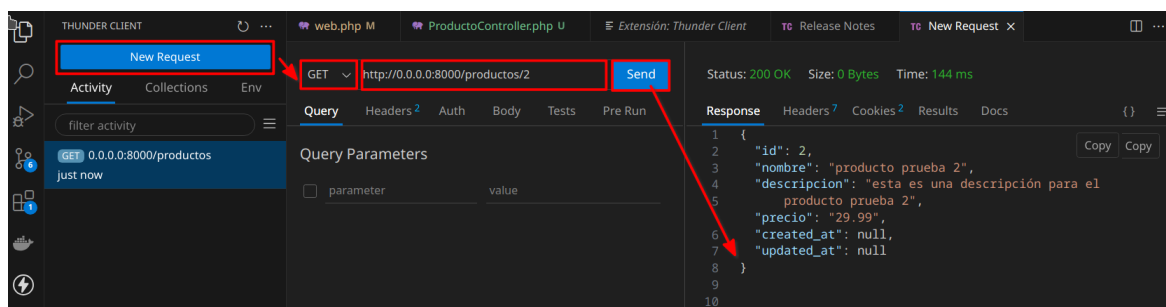 THUNDER CLIENT
web.php M
ProductoController.php U
Extensión: Thunder Client
TC Release Notes
TC New Request
New Request
GET
http://0.0.0.0:8000/productos/2
Send
Status: 200 OK Size: 0 Bytes Time: 144 ms
Activity Collections Env
Query Headers 2 Auth Body Tests Pre Run
Response Headers 7 Cookies 2 Results Docs
{ }
filter activity
GET 0.0.0.0:8000/productos
just now
6
1
Query Parameters
parameter value
Copy Copy
1 {
2 "id": 2,
3 "nombre": "producto prueba 2",
4 "descripcion": "esta es una descripción para el
5 producto prueba 2",
"precio": "29.99",
6 "created_at": null,
7 "updated_at": null
8 }
9
10